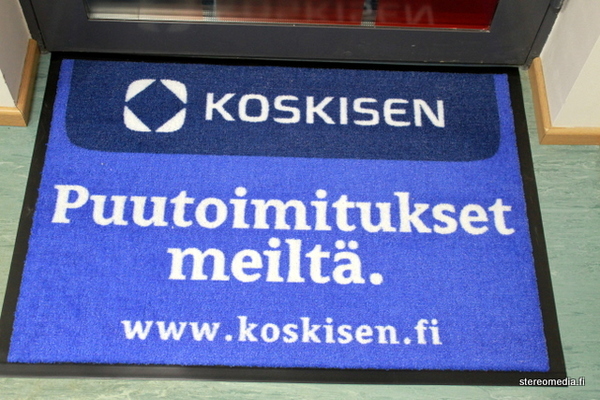 KOSKISEN
Puutoimitukset
meiltä.
www.koskisen.fi
stereomedia.fi